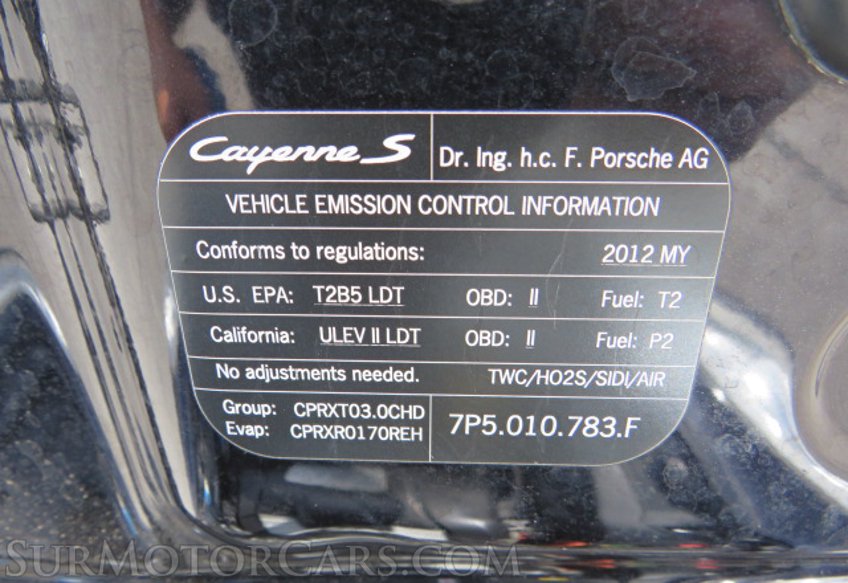 Cayenne S Dr. Ing. h.c. F. Porsche AG
VEHICLE EMISSION CONTROL INFORMATION
Conforms to regulations: 2012 MY
U.S. EPA: T2B5 LDT OBD: II Fuel: T2
California: ULEV II LDT OBD: II Fuel: P2
No adjustments needed. TWC/HO2S/SIDI/AIR
Group: CPRXT03.0CHD
Evap: CPRXR0170REH
7P5.010.783.F
SurMotorCars.com